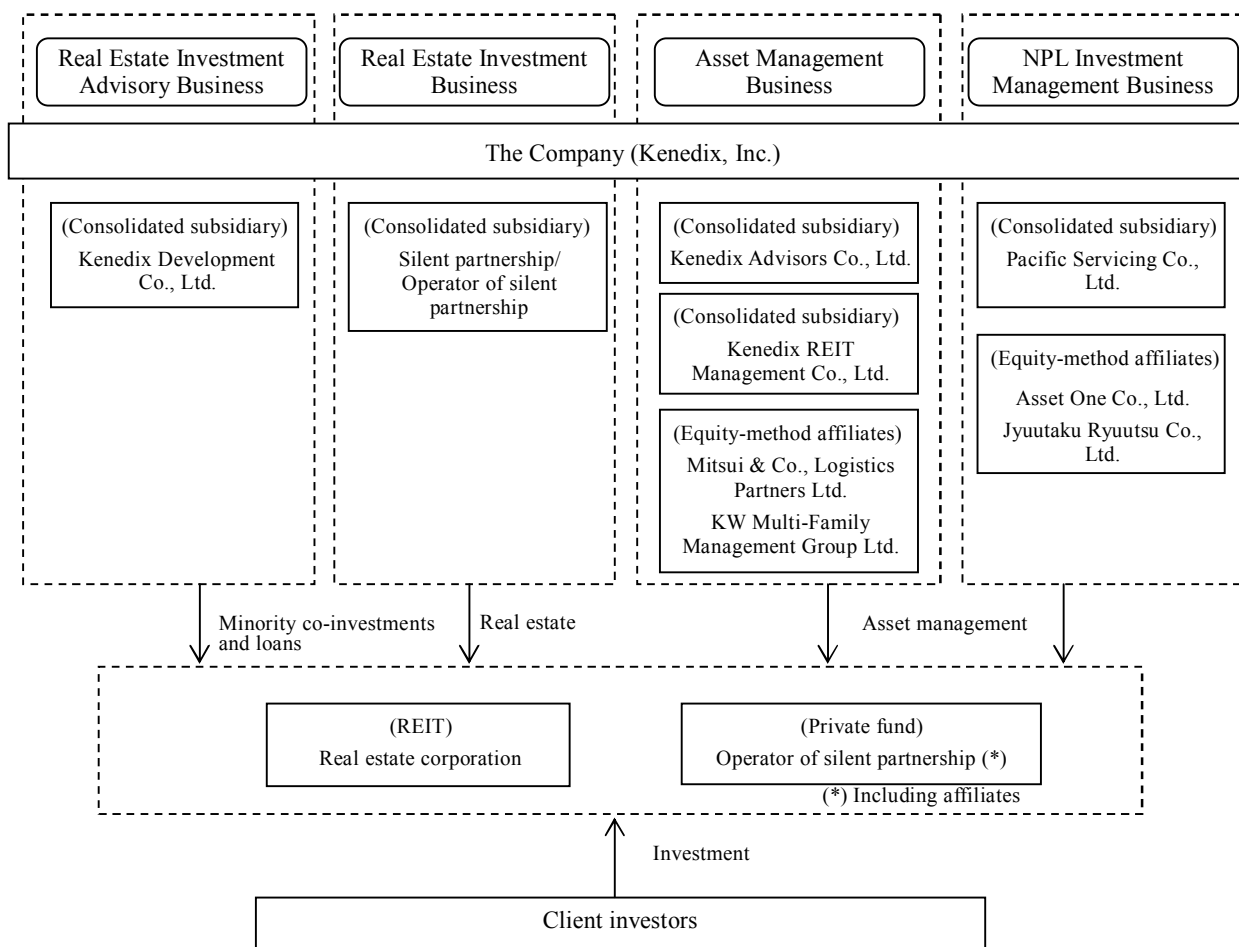 Real Estate Investment
Advisory Business
Real Estate Investment
Business
Asset Management
Business
NPL Investment
Management Business
The Company (Kenedix, Inc.)
(Consolidated subsidiary)
Kenedix Development
Co., Ltd.
(Consolidated subsidiary)
Silent partnership/
Operator of silent
partnership
(Consolidated subsidiary)
Kenedix Advisors Co., Ltd.
(Consolidated subsidiary)
Kenedix REIT
Management Co., Ltd.
(Equity-method affiliates)
Mitsui & Co., Logistics
Partners Ltd.
KW Multi-Family
Management Group Ltd.
(Consolidated subsidiary)
Pacific Servicing Co.,
Ltd.
(Equity-method affiliates)
Asset One Co., Ltd.
Jyuutaku Ryuutsu Co.,
Ltd.
Minority co-investments
and loans
Real estate
Asset management
(REIT)
Real estate corporation
(Private fund)
Operator of silent partnership (*)
(*) Including affiliates
Investment
Client investors